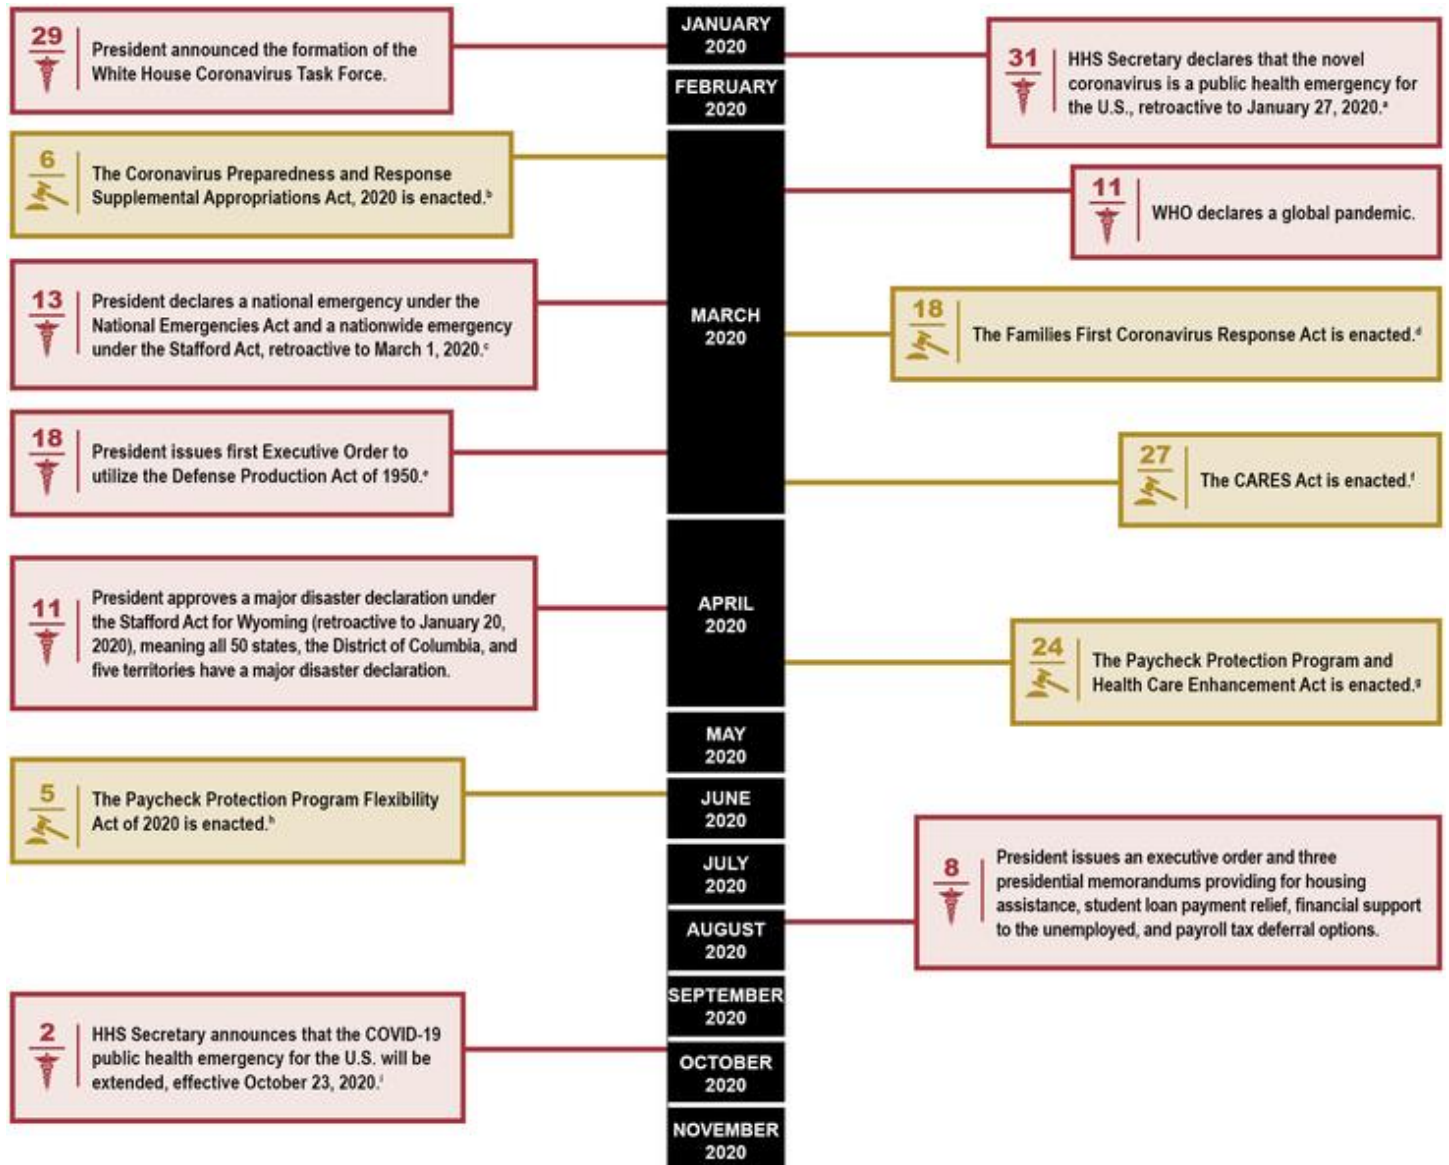 JANUARY
2020
29
President announced the formation of the
White House Coronavirus Task Force.
31
HHS Secretary declares that the novel
coronavirus is a public health emergency for
the U.S., retroactive to January 27, 2020.ᵃ
FEBRUARY
2020
MARCH
2020
6
The Coronavirus Preparedness and Response
Supplemental Appropriations Act, 2020 is enacted.ᵇ
11
WHO declares a global pandemic.
13
President declares a national emergency under the
National Emergencies Act and a nationwide emergency
under the Stafford Act, retroactive to March 1, 2020.ᶜ
18
The Families First Coronavirus Response Act is enacted.ᵈ
18
President issues first Executive Order to
utilize the Defense Production Act of 1950.ᵉ
27
The CARES Act is enacted.ᶠ
APRIL
2020
11
President approves a major disaster declaration under
the Stafford Act for Wyoming (retroactive to January 20,
2020), meaning all 50 states, the District of Columbia, and
five territories have a major disaster declaration.
24
The Paycheck Protection Program and
Health Care Enhancement Act is enacted.ᵍ
MAY
2020
JUNE
2020
5
The Paycheck Protection Program Flexibility
Act of 2020 is enacted.ʰ
JULY
2020
AUGUST
2020
8
President issues an executive order and three
presidential memorandums providing for housing
assistance, student loan payment relief, financial support
to the unemployed, and payroll tax deferral options.
SEPTEMBER
2020
OCTOBER
2020
2
HHS Secretary announces that the COVID-19
public health emergency for the U.S. will be
extended, effective October 23, 2020.ⁱ
NOVEMBER
2020